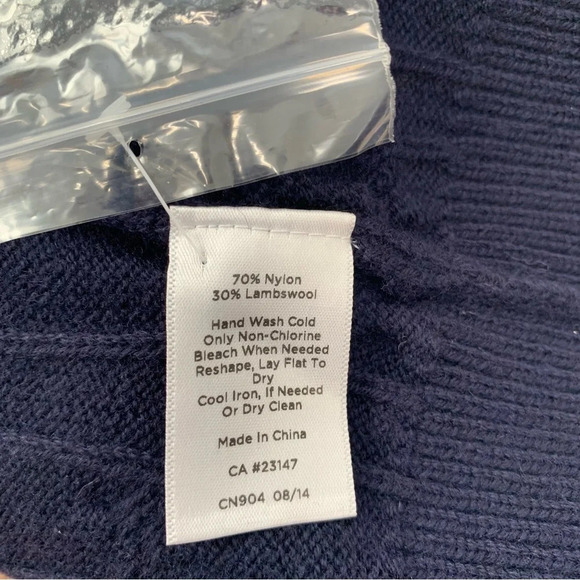 70% Nylon
30% Lambswool
Hand Wash Cold
Only Non-Chlorine
Bleach When Needed
Reshape, Lay Flat To
Dry
Cool Iron, If Needed
Or Dry Clean
Made In China
CA #23147
CN904 08/14